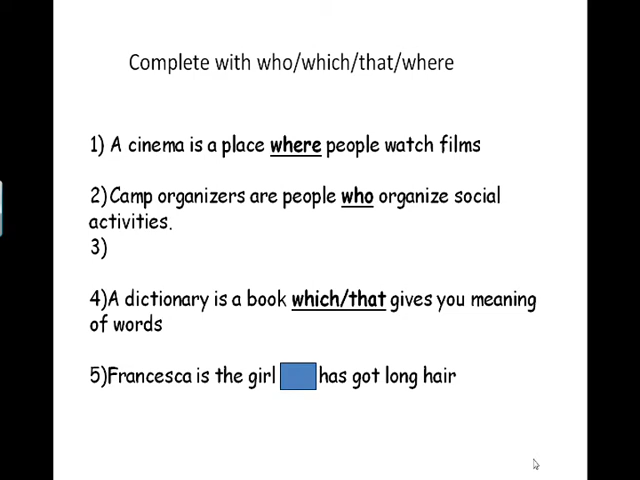 Complete with who/which/that/where
1) A cinema is a place where people watch films
2)Camp organizers are people who organize social
activities.
3)
4)A dictionary is a book which/that gives you meaning
of words
5)Francesca is the girl has got long hair